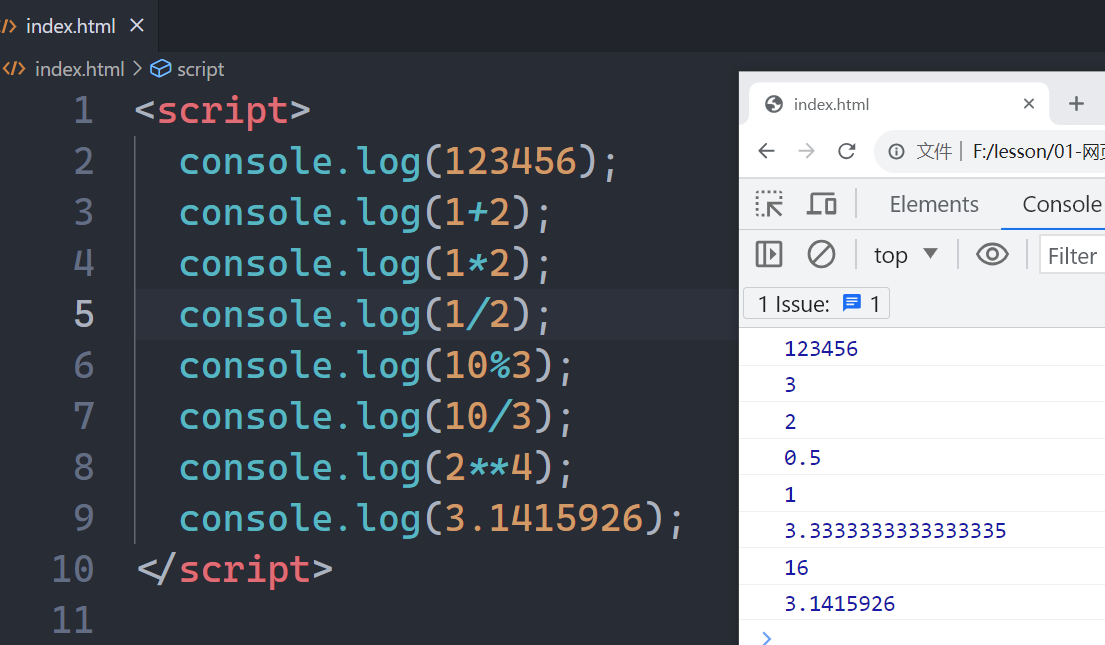 index.html
index.html > script
1 <script>
2 console.log(123456);
3 console.log(1+2);
4 console.log(1*2);
5 console.log(1/2);
6 console.log(10%3);
7 console.log(10/3);
8 console.log(2**4);
9 console.log(3.1415926);
10 </script>
11
index.html
文件 | F:/lesson/01-网页
Elements Console
top Filter
1 Issue: 1
123456
3
2
0.5
1
3.3333333333333335
16
3.1415926
>